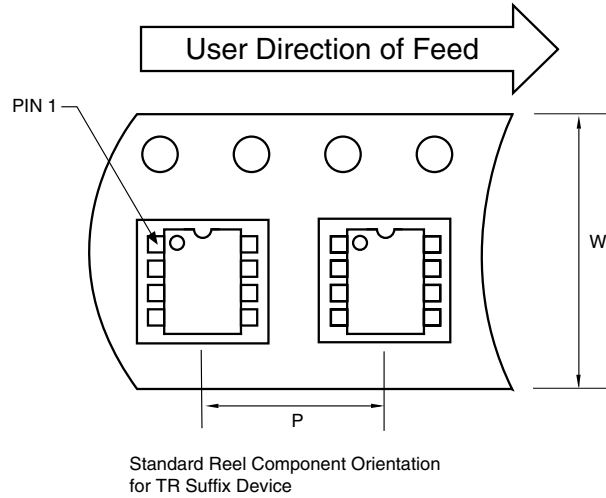 User Direction of Feed
PIN 1
W
P
Standard Reel Component Orientation
for TR Suffix Device